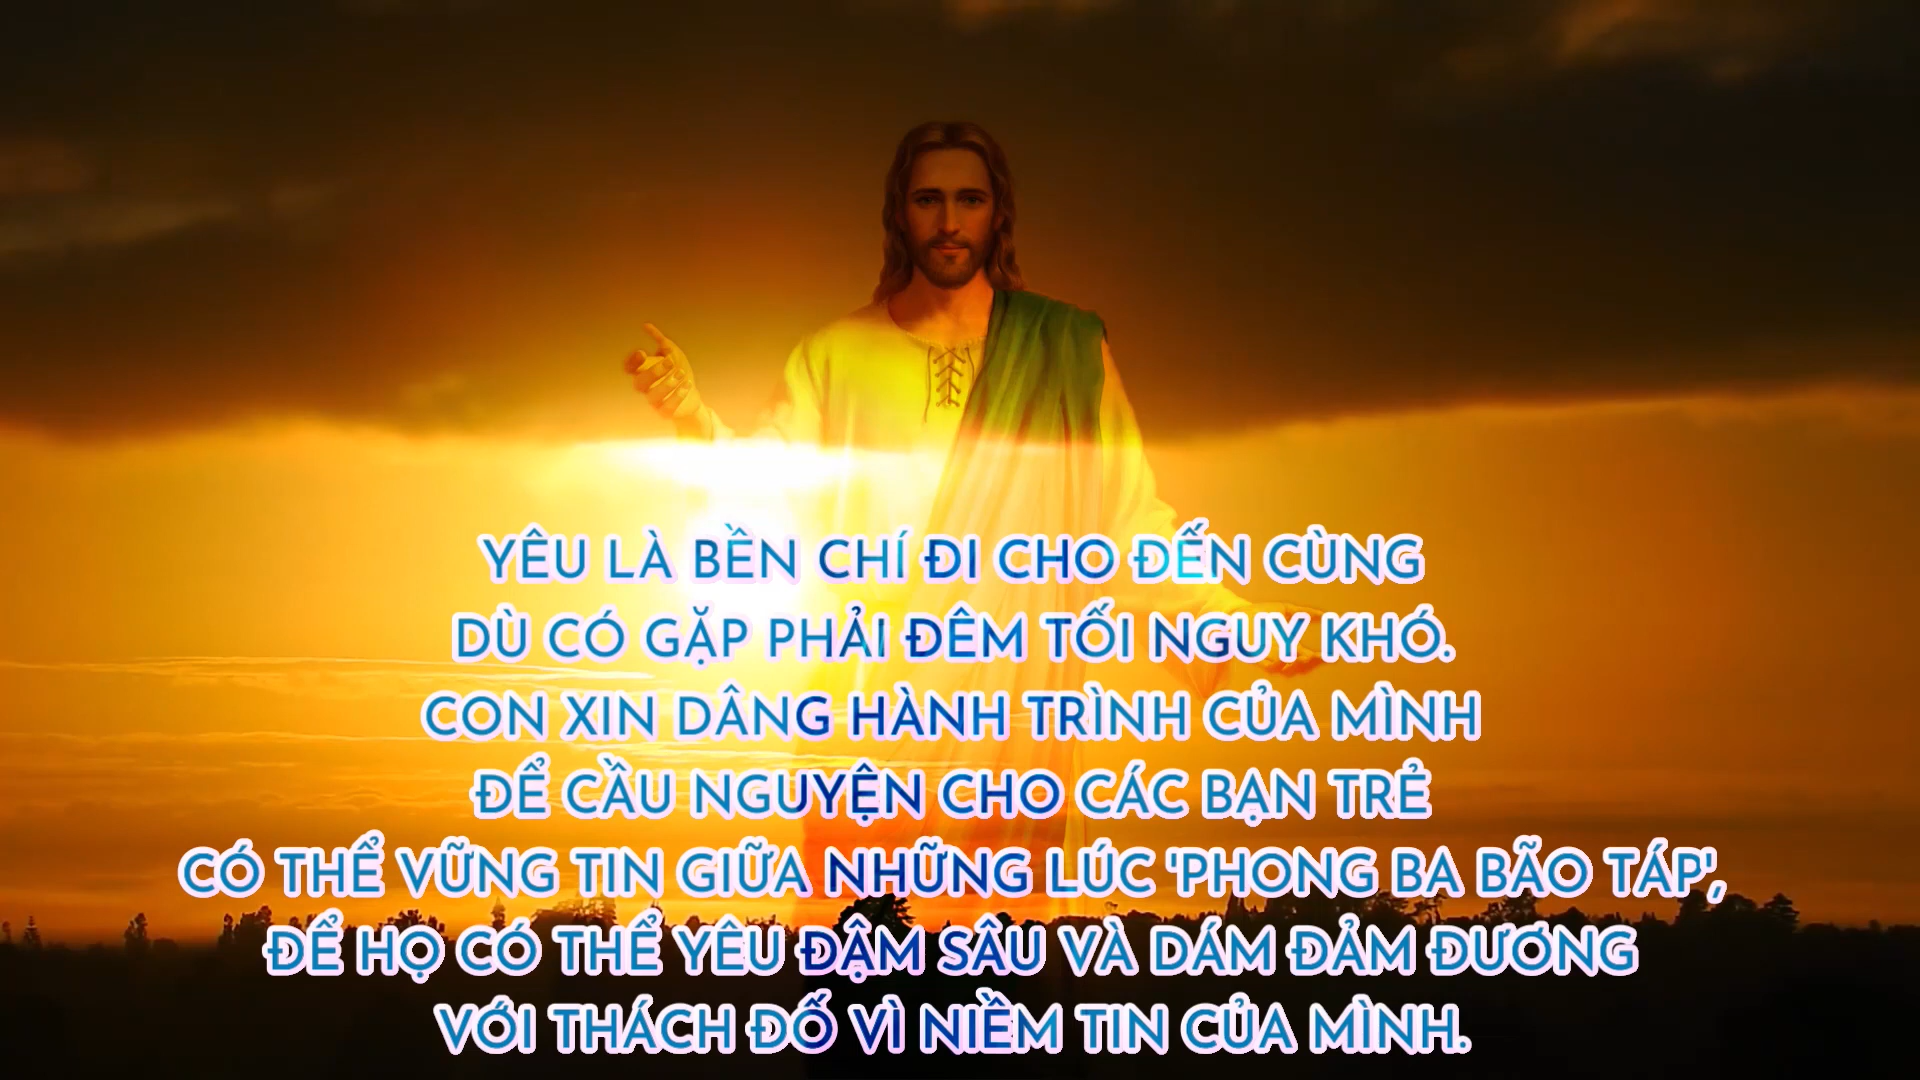 YÊU LÀ BỀN CHÍ ĐI CHO ĐẾN CÙNG
DÙ CÓ GẶP PHẢI ĐÊM TỐI NGUY KHÓ.
CON XIN DÂNG HÀNH TRÌNH CỦA MÌNH
ĐỂ CẦU NGUYỆN CHO CÁC BẠN TRẺ
CÓ THỂ VỮNG TIN GIỮA NHỮNG LÚC 'PHONG BA BÃO TÁP',
ĐỂ HỌ CÓ THỂ YÊU ĐẬM SÂU VÀ DÁM ĐẢM ĐƯƠNG
VỚI THÁCH ĐỐ VÌ NIỀM TIN CỦA MÌNH.